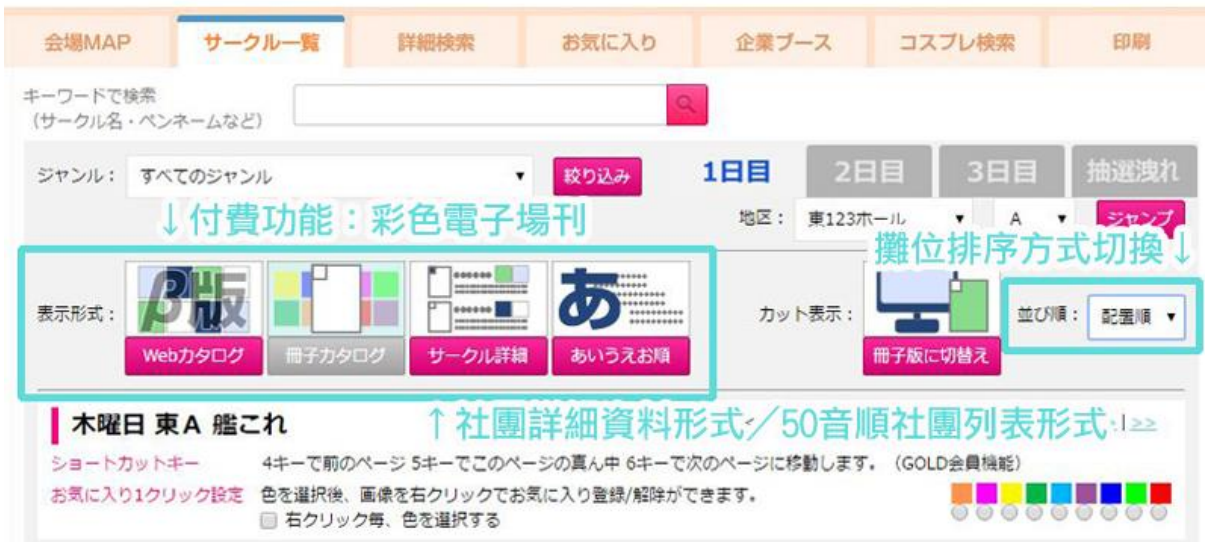 会場MAP サークル一覧 詳細検索 お気に入り 企業ブース コスプレ検索 印刷
キーワードで検索
(サークル名・ペンネームなど)
ジャンル： すべてのジャンル 絞り込み 1日目 2日目 3日目 抽選洩れ
地区： 東123ホール A ジャンプ
↓付費功能：彩色電子場刊
攤位排序方式切換↓
β版
あ
表示形式： カット表示： 並び順： 配置順
Webカタログ 冊子カタログ サークル詳細 あいうえお順 冊子版に切替え
木曜日 東A 艦これ
↑社團詳細資料形式／50音順社團列表形式
| >>
ショートカットキー 4キーで前のページ 5キーでこのページの真ん中 6キーで次のページに移動します。 (GOLD会員機能)
お気に入り1クリック設定 色を選択後、画像を右クリックでお気に入り登録/解除ができます。
右クリック毎、色を選択する